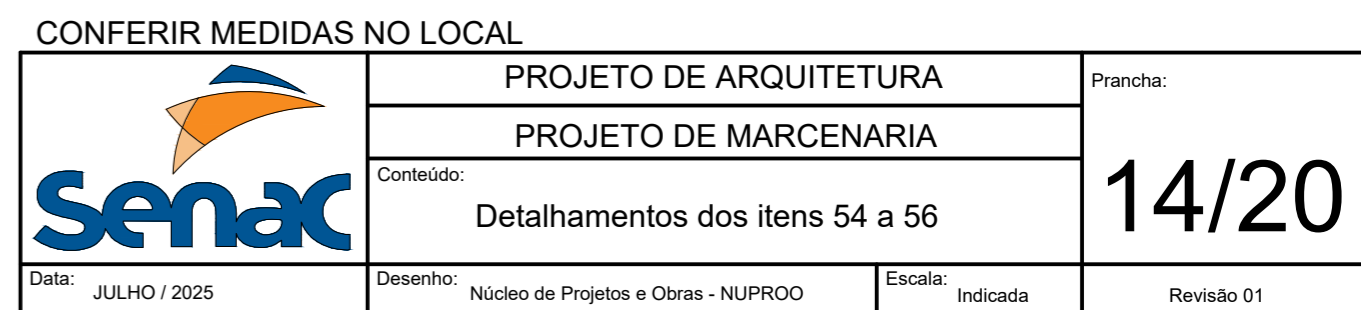 CONFERIR MEDIDAS NO LOCAL
Senac
PROJETO DE ARQUITETURA
PROJETO DE MARCENARIA
Conteúdo:
Detalhamentos dos itens 54 a 56
Prancha:
14/20
Data:
JULHO / 2025
Desenho:
Núcleo de Projetos e Obras - NUPROO
Escala:
Indicada
Revisão 01